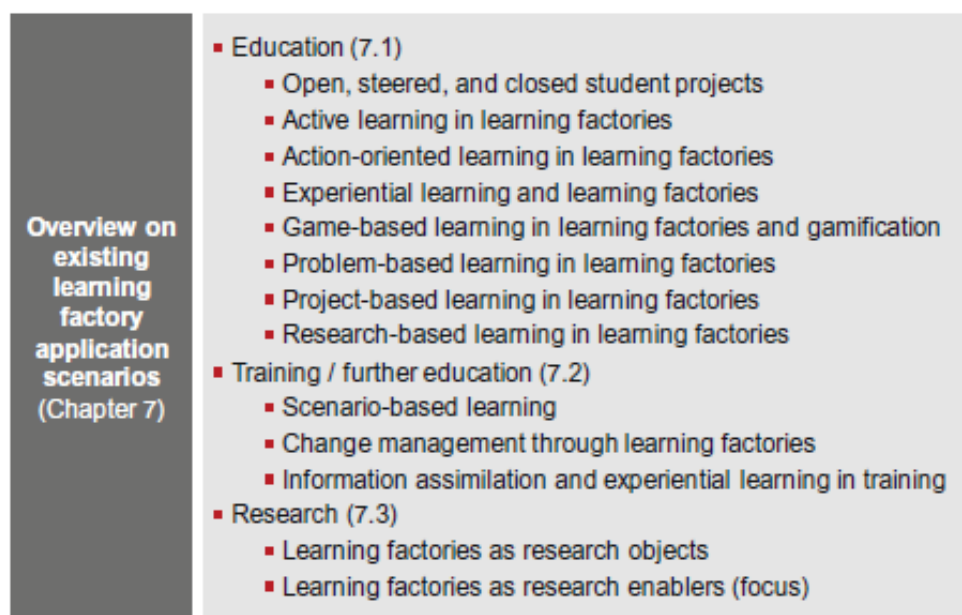 Overview on
existing
learning
factory
application
scenarios
(Chapter 7)
▪ Education (7.1)
▪ Open, steered, and closed student projects
▪ Active learning in learning factories
▪ Action-oriented learning in learning factories
▪ Experiential learning and learning factories
▪ Game-based learning in learning factories and gamification
▪ Problem-based learning in learning factories
▪ Project-based learning in learning factories
▪ Research-based learning in learning factories
▪ Training / further education (7.2)
▪ Scenario-based learning
▪ Change management through learning factories
▪ Information assimilation and experiential learning in training
▪ Research (7.3)
▪ Learning factories as research objects
▪ Learning factories as research enablers (focus)